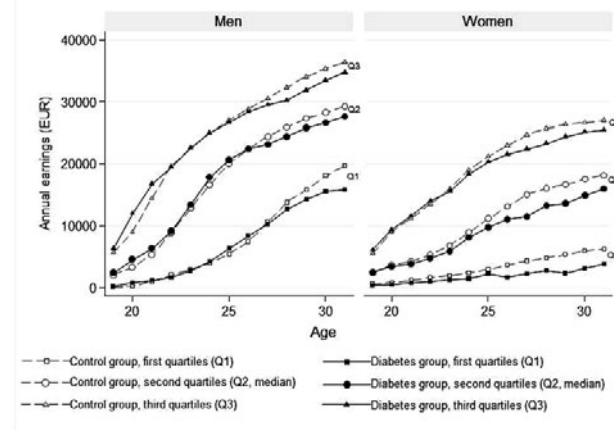 Men
Women
40000
30000
20000
10000
0
Annual earnings (EUR)
Q3
Q2
Q1
Q
Q
Q
20
25
30
20
25
30
Age
Control group, first quartiles (Q1)
Diabetes group, first quartiles (Q1)
Control group, second quartiles (Q2, median)
Diabetes group, second quartiles (Q2, median)
Control group, third quartiles (Q3)
Diabetes group, third quartiles (Q3)